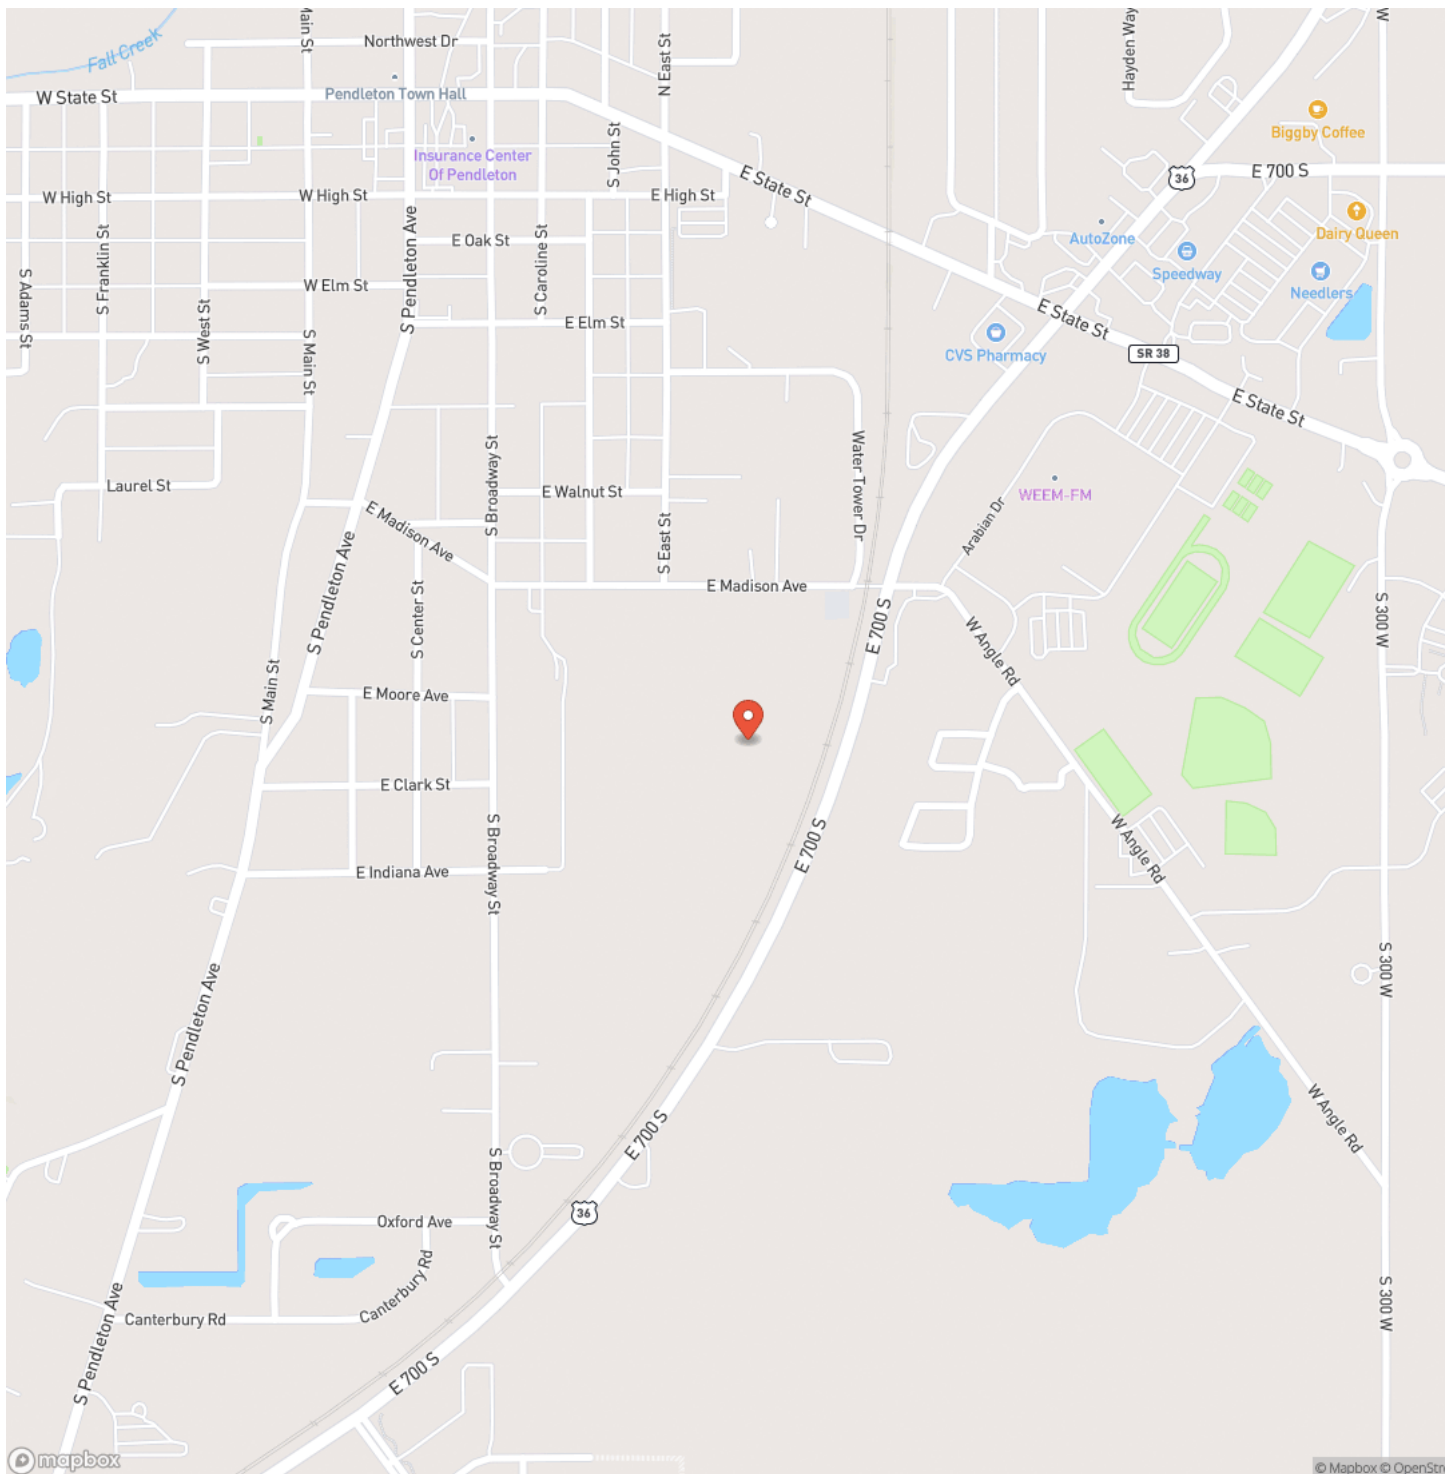 Northwest Dr
Main St
N East St
Hayden Way
W
Fall Creek
W State St
Pendleton Town Hall
Biggby Coffee
Insurance Center
Of Pendleton
S John St
E State St
36
E 700 S
W High St
W High St
E High St
S Franklin St
S Pendleton Ave
E Oak St
S Caroline St
AutoZone
Dairy Queen
Speedway
Needlers
S Adams St
S West St
W Elm St
E Elm St
S Main St
E State St
CVS Pharmacy
SR 38
E State St
Laurel St
S Broadway St
E Walnut St
Water Tower Dr
WEEM-FM
Arabian Dr
E Madison Ave
S Pendleton Ave
S East St
E Madison Ave
S Center St
E 700 S
S 300 W
W Angle Rd
S Main St
E Moore Ave
E Clark St
S Broadway St
E 700 S
W Angle Rd
E Indiana Ave
S 300 W
S Pendleton Ave
E 700 S
W Angle Rd
S Broadway St
36
Oxford Ave
Canterbury Rd
Canterbury Rd
S Pendleton Ave
E 700 S
S 300 W
mapbox
© Mapbox © OpenStre